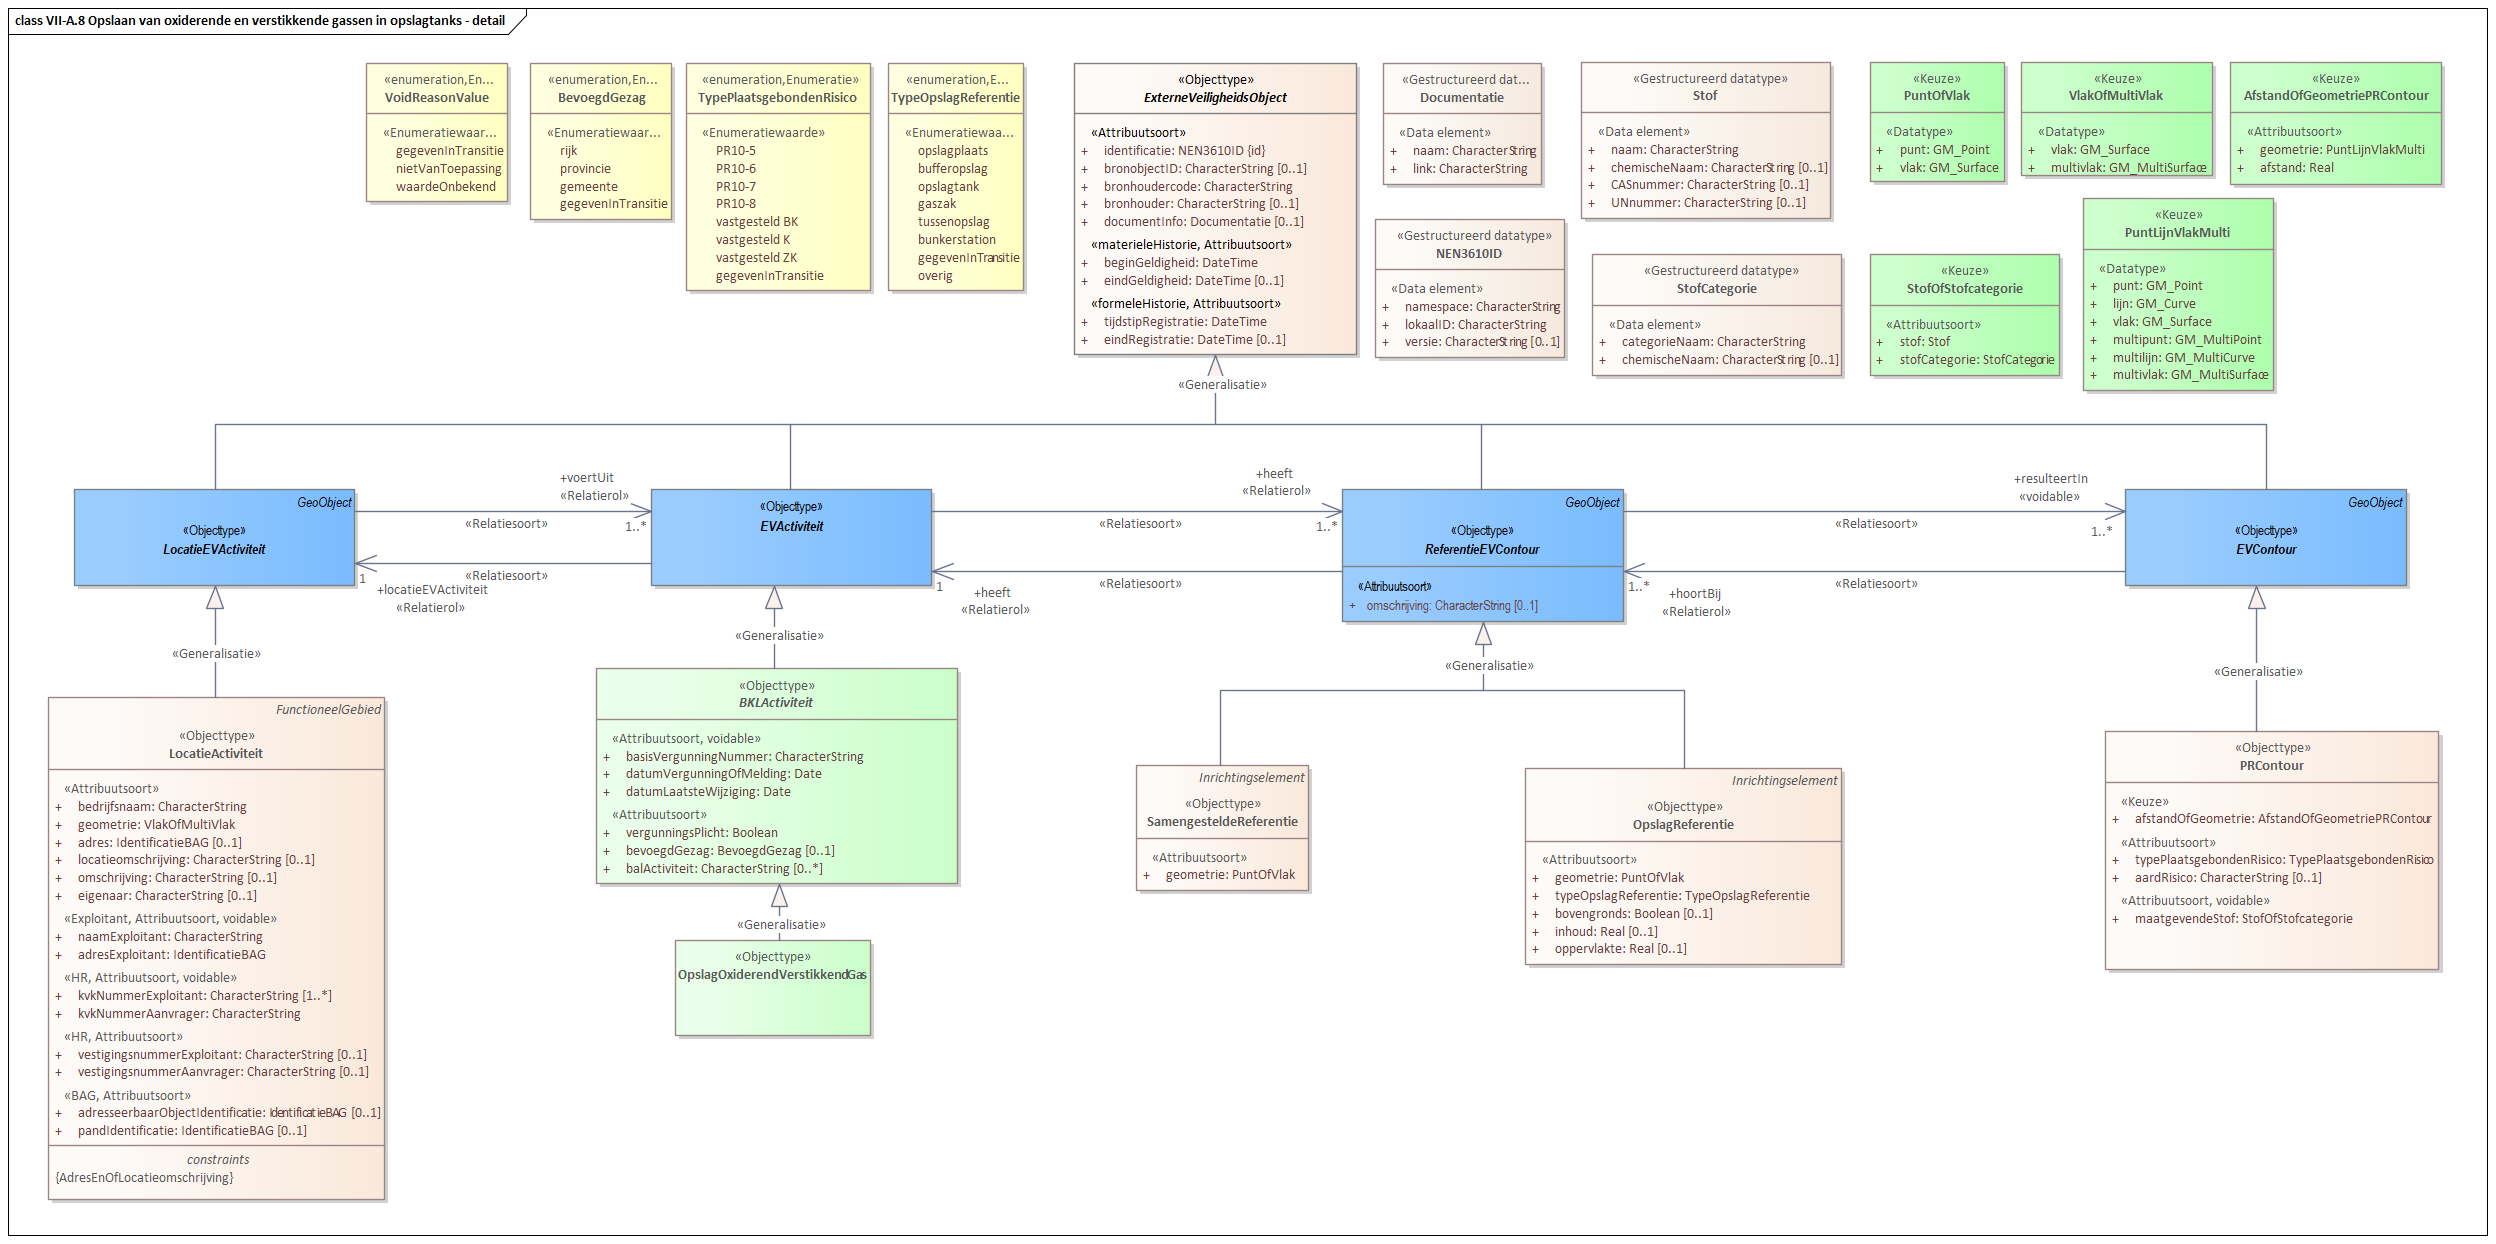 class VII-A.8 Opslaan van oxiderende en verstikkende gassen in opslagtanks - detail
«enumeration,En...
VoidReasonValue
«Enumeratiewaar...
gegevenInTransitie
nietVanToepassing
waardeOnbekend
«enumeration,En...
BevoegdGezag
«Enumeratiewaar...
rijk
provincie
gemeente
gegevenInTransitie
«enumeration,Enumeratie»
TypePlaatsgebondenRisico
«Enumeratiewaarde»
PR10-5
PR10-6
PR10-7
PR10-8
vastgesteld BK
vastgesteld K
vastgesteld ZK
gegevenInTransitie
«enumeration,E...
TypeOpslagReferentie
«Enumeratiewaa...
opslagplaats
bufferopslag
opslagtank
gaszak
tussenopslag
bunkerstation
gegevenInTransitie
overig
«Objecttype»
ExterneVeiligheidsObject
«Attribuutsoort»
+ identificatie: NEN3610ID {id}
+ bronobjectID: CharacterString [0..1]
+ bronhoudercode: CharacterString
+ bronhouder: CharacterString [0..1]
+ documentInfo: Documentatie [0..1]
«materieleHistorie, Attribuutsoort»
+ beginGeldigheid: DateTime
+ eindGeldigheid: DateTime [0..1]
«formeleHistorie, Attribuutsoort»
+ tijdstipRegistratie: DateTime
+ eindRegistratie: DateTime [0..1]
«Gestructureerd dat...
Documentatie
«Data element»
+ naam: CharacterString
+ link: CharacterString
«Gestructureerd datatype»
NEN3610ID
«Data element»
+ namespace: CharacterString
+ lokaalID: CharacterString
+ versie: CharacterString [0..1]
«Gestructureerd datatype»
Stof
«Data element»
+ naam: CharacterString
+ chemischeNaam: CharacterString [0..1]
+ CASnummer: CharacterString [0..1]
+ UNnummer: CharacterString [0..1]
«Gestructureerd datatype»
StofCategorie
«Data element»
+ categorieNaam: CharacterString
+ chemischeNaam: CharacterString [0..1]
«Keuze»
PuntOfVlak
«Datatype»
+ punt: GM_Point
+ vlak: GM_Surface
«Keuze»
VlakOfMultiVlak
«Datatype»
+ vlak: GM_Surface
+ multivlak: GM_MultiSurface
«Keuze»
AfstandOfGeometriePRContour
«Attribuutsoort»
+ geometrie: PuntLijnVlakMulti
+ afstand: Real
«Keuze»
StofOfStofcategorie
«Attribuutsoort»
+ stof: Stof
+ stofCategorie: StofCategorie
«Keuze»
PuntLijnVlakMulti
«Datatype»
+ punt: GM_Point
+ lijn: GM_Curve
+ vlak: GM_Surface
+ multipunt: GM_MultiPoint
+ multilijn: GM_MultiCurve
+ multivlak: GM_MultiSurface
«Generalisatie»
GeoObject
«Objecttype»
LocatieEVActiviteit
+voertUit
«Relatierol»
1..*
«Relatiesoort»
«Relatiesoort»
1
+locatieEVActiviteit
«Relatierol»
«Objecttype»
EVActiviteit
+heeft
«Relatierol»
1..*
«Relatiesoort»
«Relatiesoort»
1
+heeft
«Relatierol»
GeoObject
«Objecttype»
ReferentieEVContour
«Attribuutsoort»
+ omschrijving: CharacterString [0..1]
+resulteertIn
«voidable»
1..*
«Relatiesoort»
«Relatiesoort»
1..*
+hoortBij
«Relatierol»
GeoObject
«Objecttype»
EVContour
«Generalisatie»
«Generalisatie»
«Generalisatie»
«Generalisatie»
FunctioneelGebied
«Objecttype»
LocatieActiviteit
«Attribuutsoort»
+ bedrijfsnaam: CharacterString
+ geometrie: VlakOfMultiVlak
+ adres: IdentificatieBAG [0..1]
+ locatieomschrijving: CharacterString [0..1]
+ omschrijving: CharacterString [0..1]
+ eigenaar: CharacterString [0..1]
«Exploitant, Attribuutsoort, voidable»
+ naamExploitant: CharacterString
+ adresExploitant: IdentificatieBAG
«HR, Attribuutsoort, voidable»
+ kvkNummerExploitant: CharacterString [1..*]
+ kvkNummerAanvrager: CharacterString
«HR, Attribuutsoort»
+ vestigingsnummerExploitant: CharacterString [0..1]
+ vestigingsnummerAanvrager: CharacterString [0..1]
«BAG, Attribuutsoort»
+ adresseerbaarObjectIdentificatie: IdentificatieBAG [0..1]
+ pandIdentificatie: IdentificatieBAG [0..1]
constraints
{AdresEnOfLocatieomschrijving}
«Objecttype»
BKLActiviteit
«Attribuutsoort, voidable»
+ basisVergunningNummer: CharacterString
+ datumVergunningOfMelding: Date
+ datumLaatsteWijziging: Date
«Attribuutsoort»
+ vergunningsPlicht: Boolean
+ bevoegdGezag: BevoegdGezag [0..1]
+ balActiviteit: CharacterString [0..*]
«Generalisatie»
«Objecttype»
OpslagOxiderendVerstikkendGas
Inrichtingselement
«Objecttype»
SamengesteldeReferentie
«Attribuutsoort»
+ geometrie: PuntOfVlak
Inrichtingselement
«Objecttype»
OpslagReferentie
«Attribuutsoort»
+ geometrie: PuntOfVlak
+ typeOpslagReferentie: TypeOpslagReferentie
+ bovengronds: Boolean [0..1]
+ inhoud: Real [0..1]
+ oppervlakte: Real [0..1]
«Objecttype»
PRContour
«Keuze»
+ afstandOfGeometrie: AfstandOfGeometriePRContour
«Attribuutsoort»
+ typePlaatsgebondenRisico: TypePlaatsgebondenRisico
+ aardRisico: CharacterString [0..1]
«Attribuutsoort, voidable»
+ maatgevendeStof: StofOfStofcategorie